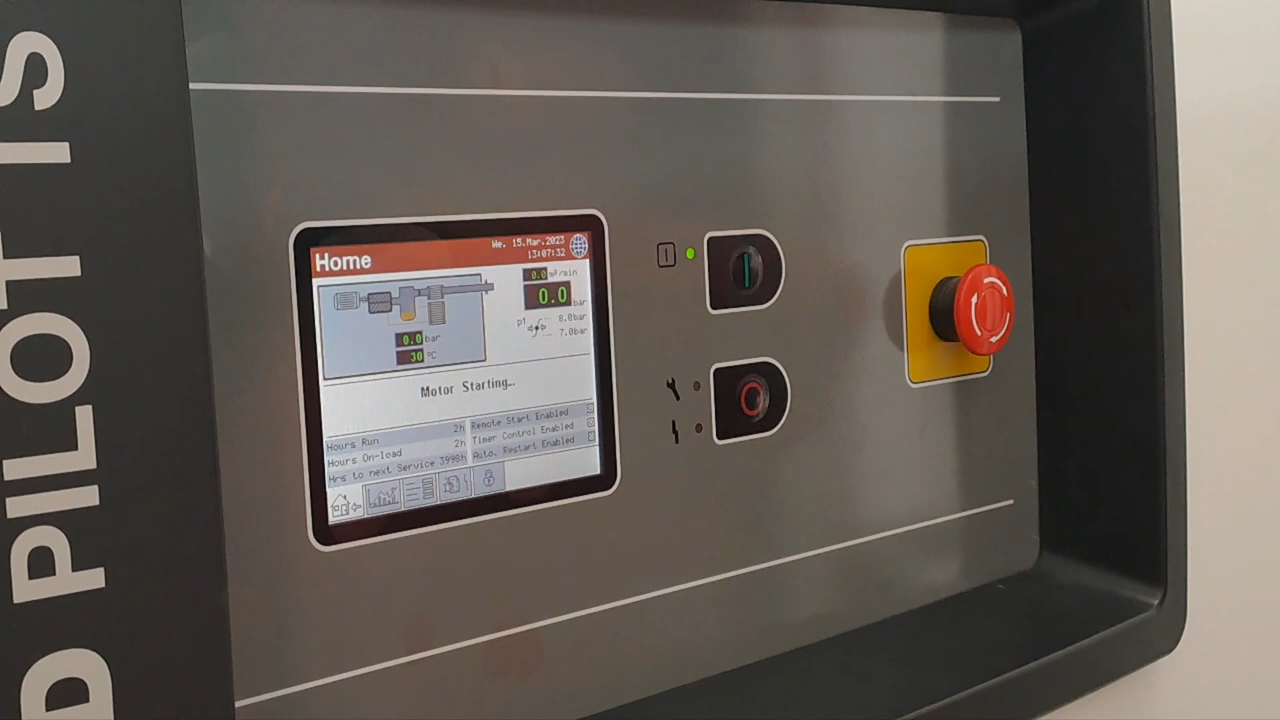 D PILOT TS
Home
We. 15.Mar.2023
13:07:32
0.0 m³/min
0.0 bar
p1
8.0bar
7.0bar
0.0 bar
30 °C
Motor Starting…
Hours Run 2h
Hours On-load 2h
Hrs to next Service 3998h
Remote Start Enabled
Timer Control Enabled
Auto. Restart Enabled